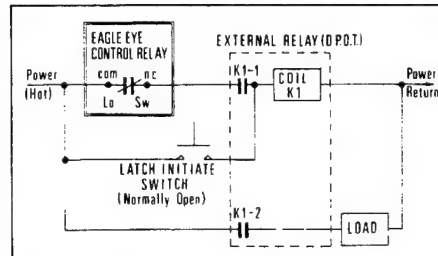 EAGLE EYE
CONTROL RELAY
EXTERNAL RELAY (D.P.D.T.)
Power
(Hot)
com
nc
Lo
Sw
K1-1
COIL
K1
Power
Return
LATCH INITIATE
SWITCH
(Normally Open)
K1-2
LOAD